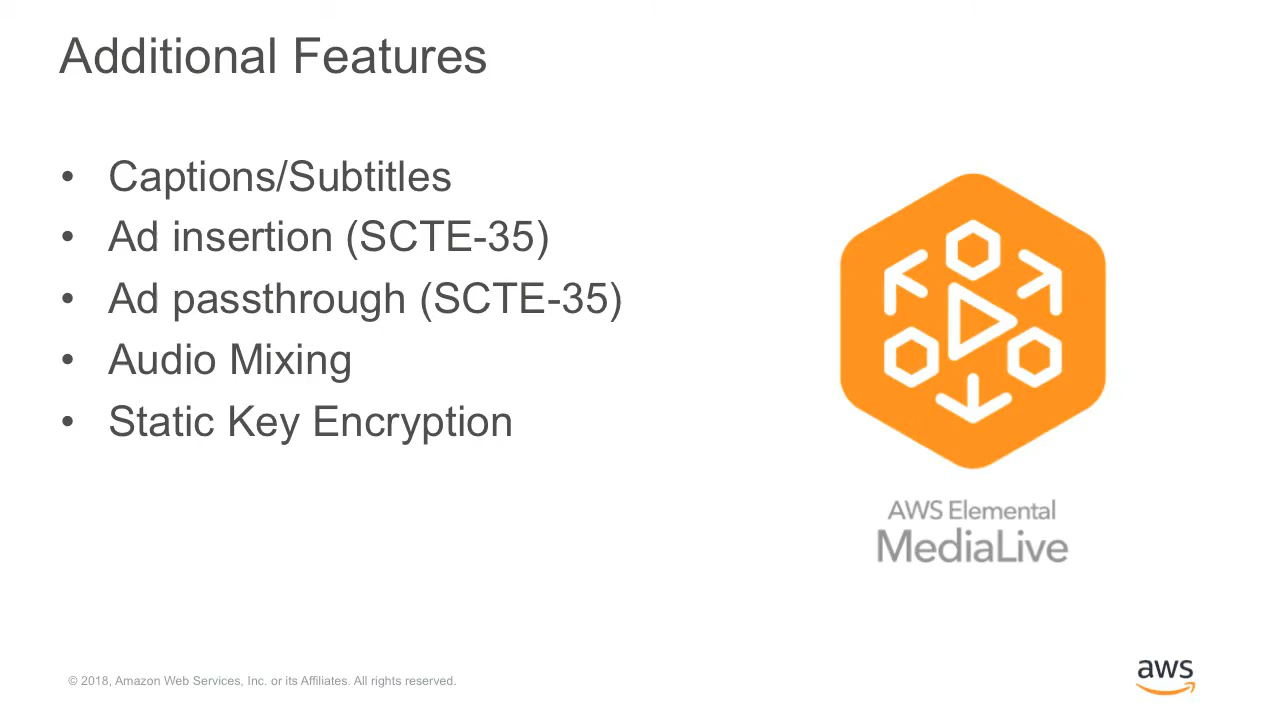 Additional Features
• Captions/Subtitles
• Ad insertion (SCTE-35)
• Ad passthrough (SCTE-35)
• Audio Mixing
• Static Key Encryption
AWS Elemental
MediaLive
© 2018, Amazon Web Services, Inc. or its Affiliates. All rights reserved.
aws